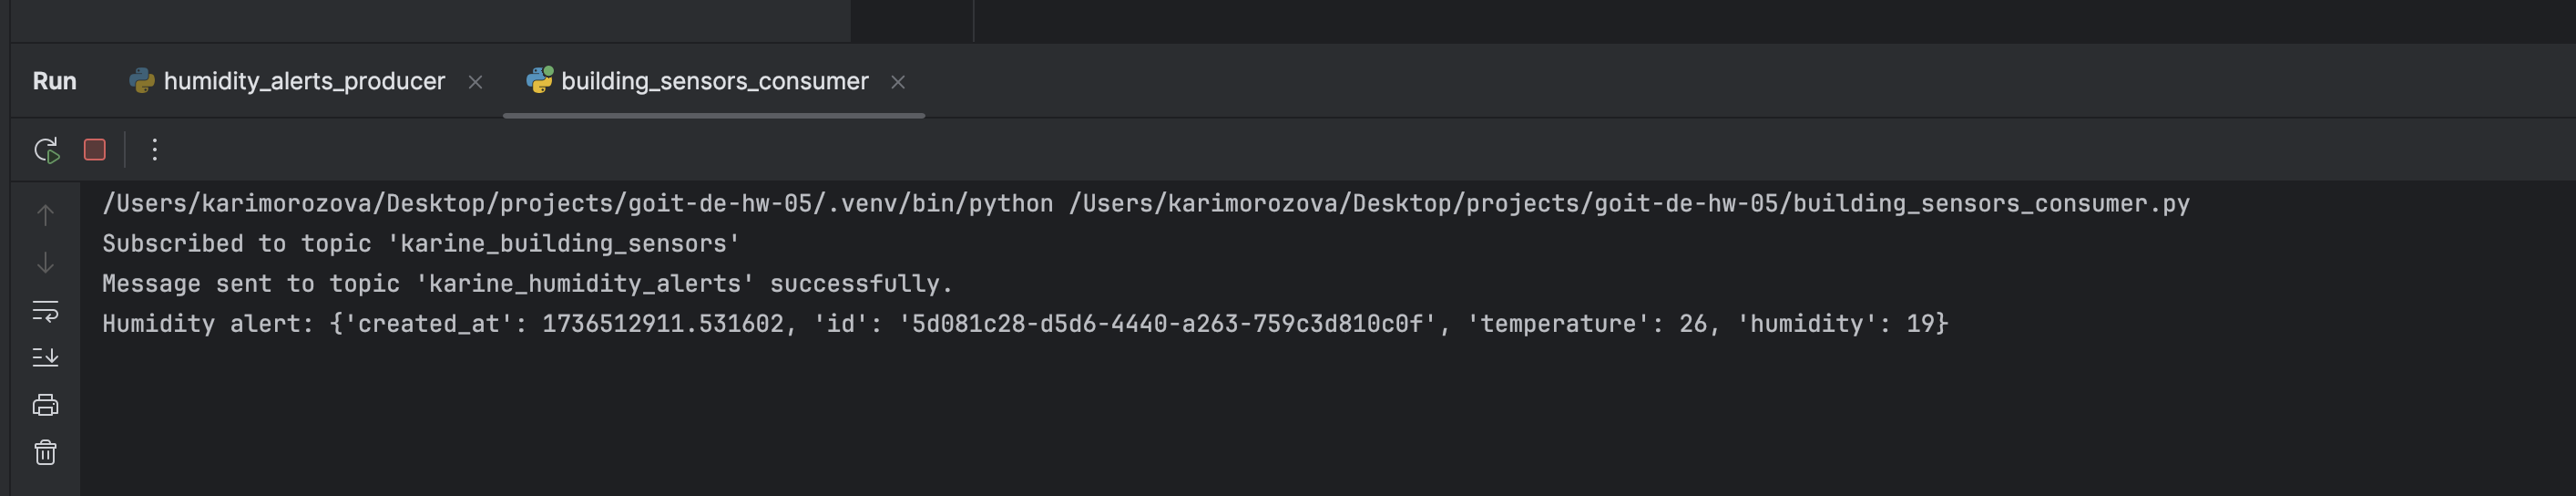 Run humidity_alerts_producer building_sensors_consumer
/Users/karimorozova/Desktop/projects/goit-de-hw-05/.venv/bin/python /Users/karimorozova/Desktop/projects/goit-de-hw-05/building_sensors_consumer.py
Subscribed to topic 'karine_building_sensors'
Message sent to topic 'karine_humidity_alerts' successfully.
Humidity alert: {'created_at': 1736512911.531602, 'id': '5d081c28-d5d6-4440-a263-759c3d810c0f', 'temperature': 26, 'humidity': 19}